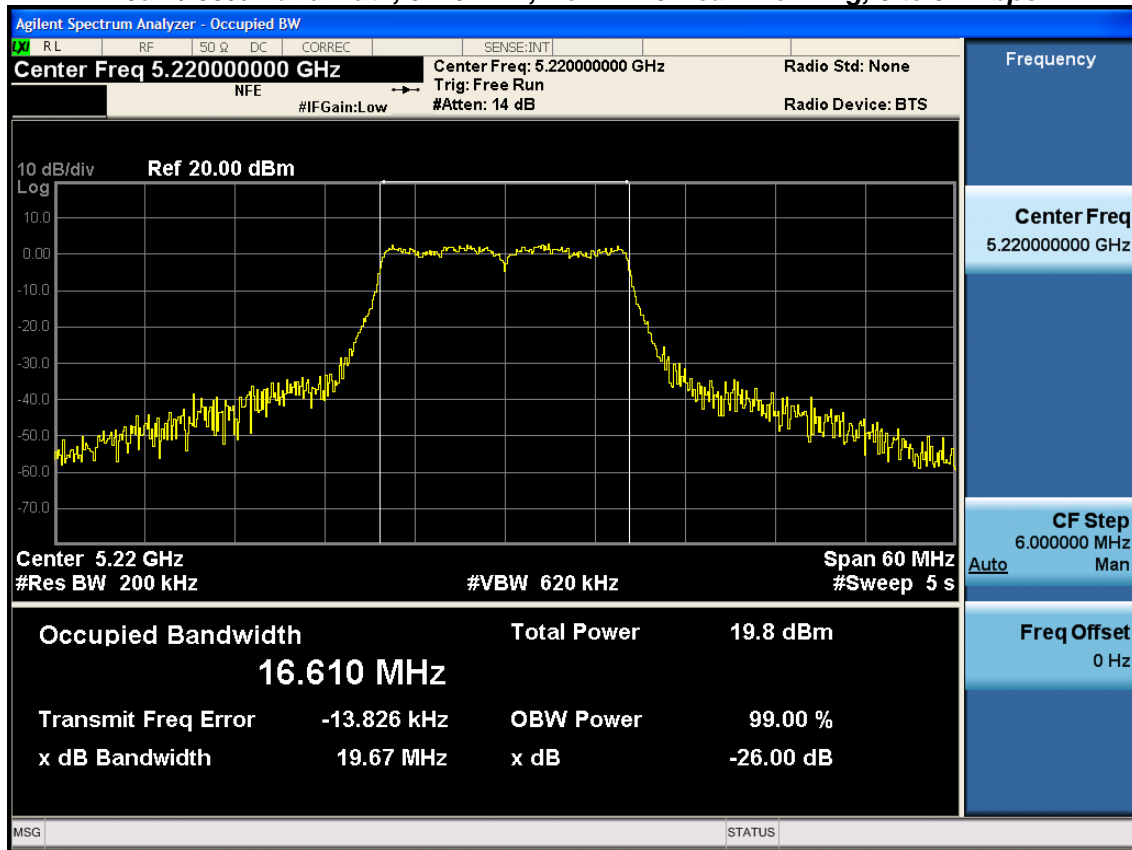 Agilent Spectrum Analyzer - Occupied BW
LXI RL RF 50 Ω DC CORREC SENSE:INT
Center Freq 5.220000000 GHz
NFE
#IFGain:Low
Center Freq: 5.220000000 GHz
Trig: Free Run
#Atten: 14 dB
Radio Std: None
Radio Device: BTS
Frequency
10 dB/div Ref 20.00 dBm
Log
10.0
0.00
-10.0
-20.0
-30.0
-40.0
-50.0
-60.0
-70.0
Center 5.22 GHz Span 60 MHz
#Res BW 200 kHz #VBW 620 kHz #Sweep 5 s
Occupied Bandwidth Total Power 19.8 dBm
16.610 MHz
Transmit Freq Error -13.826 kHz OBW Power 99.00 %
x dB Bandwidth 19.67 MHz x dB -26.00 dB
Center Freq
5.220000000 GHz
CF Step
6.000000 MHz
Auto Man
Freq Offset
0 Hz
MSG STATUS